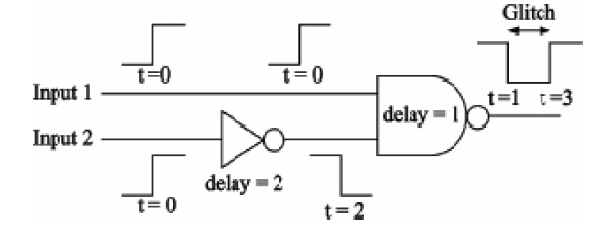 Glitch
t=0
t=0
Input 1
t=1
t=3
delay = 1
Input 2
delay = 2
t=0
t=2